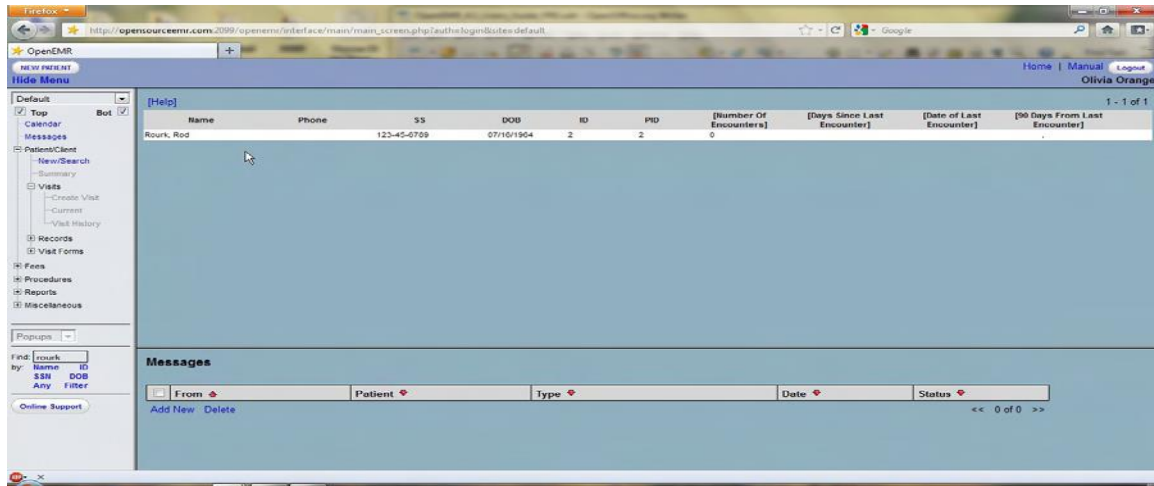 Firefox
http://opensourceemr.com:2099/openemr/interface/main/main_screen.php?auth=login&site=default
Google
OpenEMR
+
NEW PATIENT
Home | Manual Logout
Hide Menu
Olivia Orange
Default
[Help]
1 - 1 of 1
Top Bot
Name Phone SS DOB ID PID [Number Of Encounters] [Days Since Last Encounter] [Date of Last Encounter] [90 Days From Last Encounter]
Calendar
Rourk, Rod 123-45-6789 07/16/1964 2 2 0
Messages
Patient/Client
New/Search
Summary
Visits
Create Visit
Current
Visit History
Records
Visit Forms
Fees
Procedures
Reports
Miscellaneous
Popups
Find: rourk
by: Name ID
SSN DOB
Any Filter
Online Support
Messages
From Patient Type Date Status
Add New Delete << 0 of 0 >>